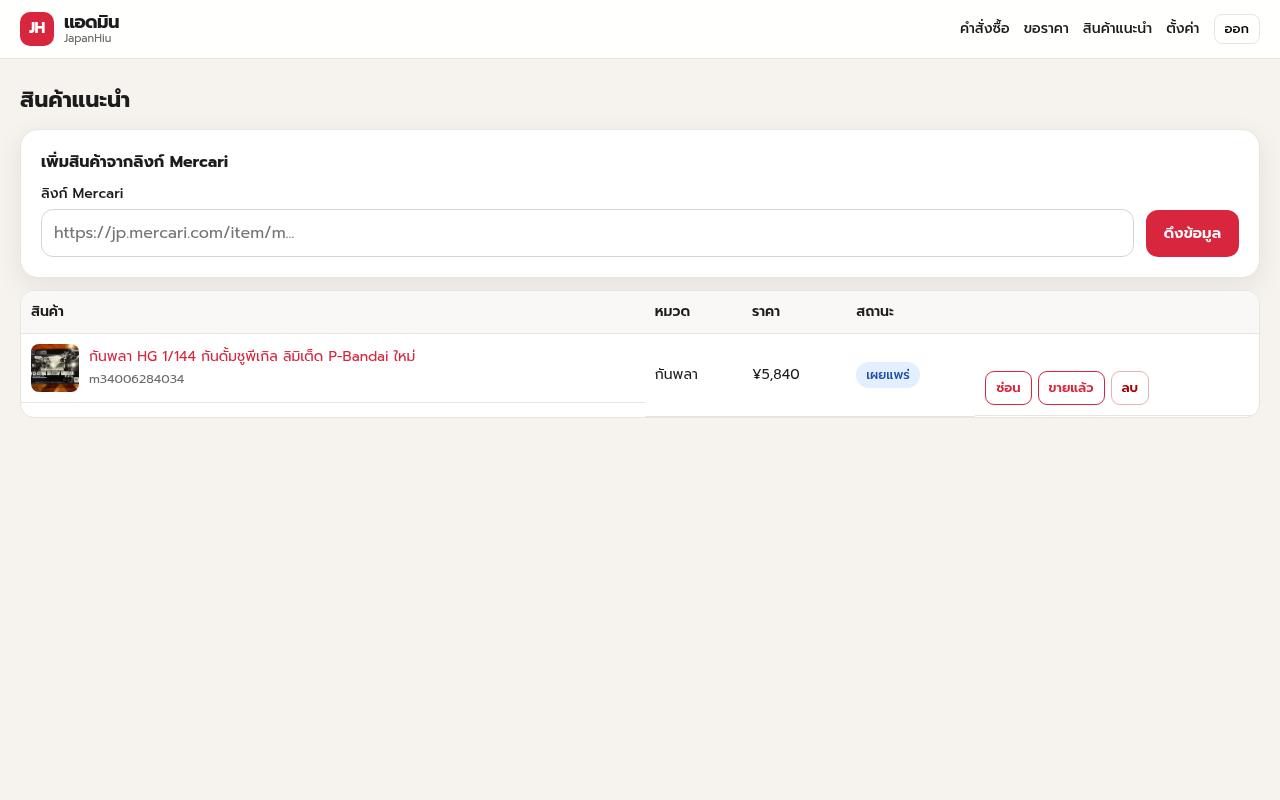 JH
แอดมิน
JapanHiu
คำสั่งซื้อ ขอราคา สินค้าแนะนำ ตั้งค่า ออก
สินค้าแนะนำ
เพิ่มสินค้าจากลิงก์ Mercari
ลิงก์ Mercari
https://jp.mercari.com/item/m...
ดึงข้อมูล
สินค้า หมวด ราคา สถานะ
กันพลา HG 1/144 กันดั้มชูพีเกิล ลิมิเต็ด P-Bandai ใหม่
m34006284034
กันพลา ¥5,840 เผยแพร่ ซ่อน ขายแล้ว ลบ